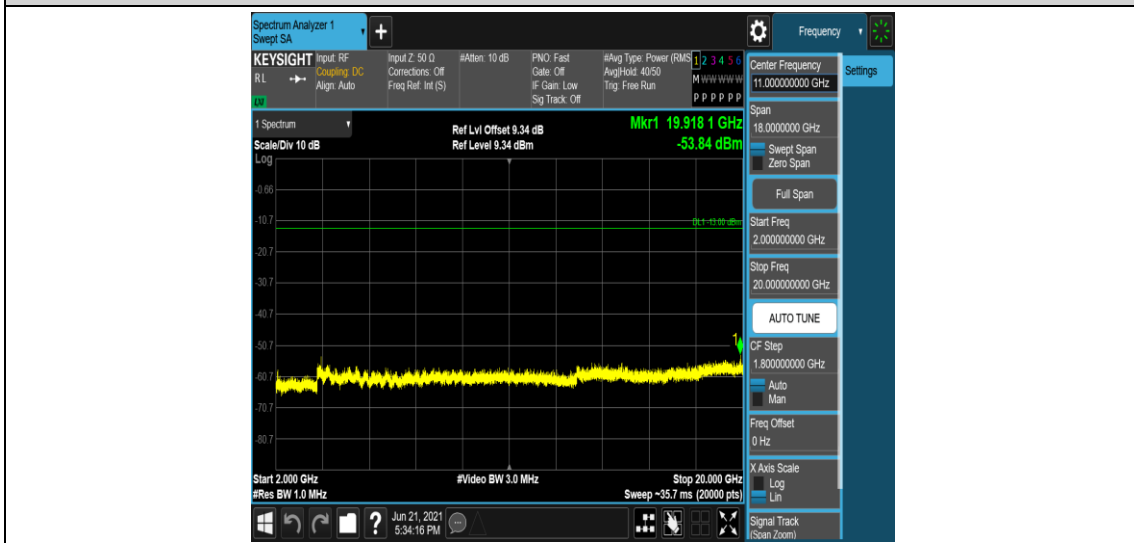 Spectrum Analyzer 1
Swept SA
+
Frequency
KEYSIGHT
RL
Input: RF
Coupling: DC
Align: Auto
Input Z: 50 Ω
Corrections: Off
Freq Ref: Int (S)
#Atten: 10 dB
PNO: Fast
Gate: Off
IF Gain: Low
Sig Track: Off
#Avg Type: Power (RMS
Avg|Hold: 40/50
Trig: Free Run
1 2 3 4 5 6
M W W W W W
P P P P P P
1 Spectrum
Scale/Div 10 dB
Log
Ref Lvl Offset 9.34 dB
Ref Level 9.34 dBm
Mkr1 19.918 1 GHz
-53.84 dBm
-0.66
-10.7
-20.7
-30.7
-40.7
-50.7
-60.7
-70.7
-80.7
DL1 -13.00 dBm
1
Start 2.000 GHz
#Res BW 1.0 MHz
#Video BW 3.0 MHz
Stop 20.000 GHz
Sweep ~35.7 ms (20000 pts)
?
Jun 21, 2021
5:34:16 PM
Center Frequency
11.000000000 GHz
Settings
Span
18.0000000 GHz
Swept Span
Zero Span
Full Span
Start Freq
2.000000000 GHz
Stop Freq
20.000000000 GHz
AUTO TUNE
CF Step
1.800000000 GHz
Auto
Man
Freq Offset
0 Hz
X Axis Scale
Log
Lin
Signal Track
(Span Zoom)